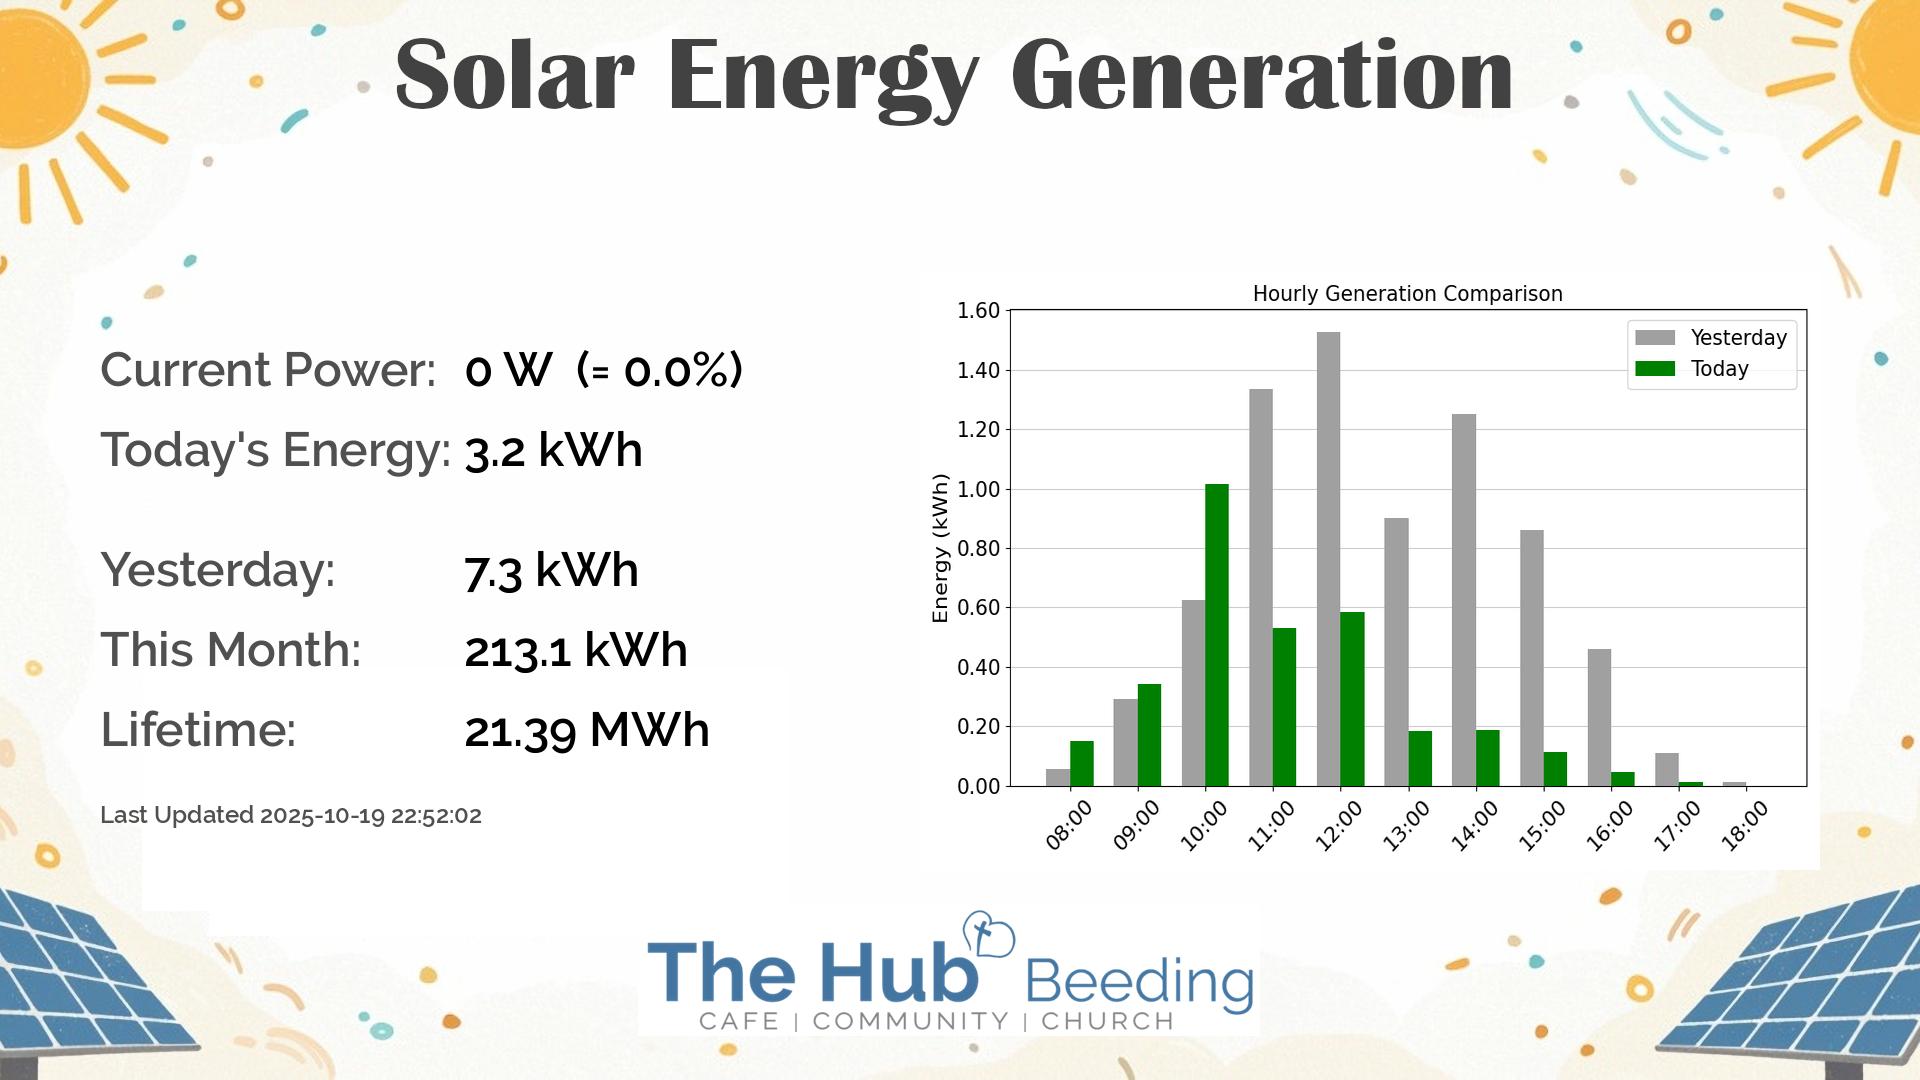 Solar Energy Generation
Current Power: 0 W (= 0.0%)
Today's Energy: 3.2 kWh
Yesterday: 7.3 kWh
This Month: 213.1 kWh
Lifetime: 21.39 MWh
Last Updated 2025-10-19 22:52:02
Hourly Generation Comparison
Yesterday
Today
Energy (kWh)
1.60
1.40
1.20
1.00
0.80
0.60
0.40
0.20
0.00
08:00 09:00 10:00 11:00 12:00 13:00 14:00 15:00 16:00 17:00 18:00
The Hub Beeding
CAFE | COMMUNITY | CHURCH